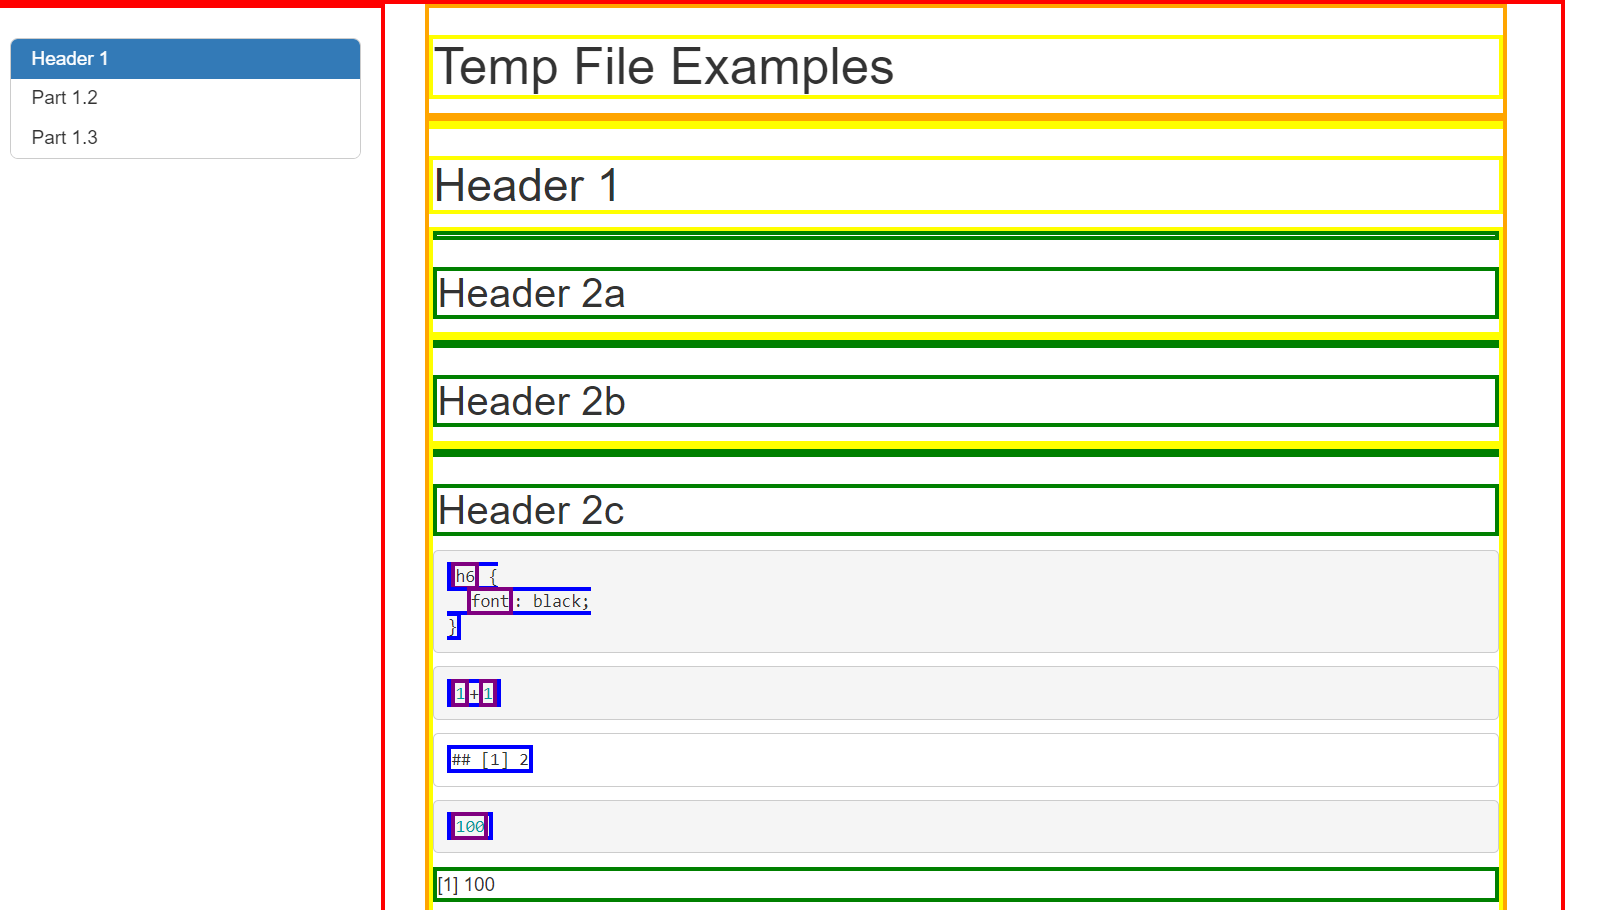 Header 1
Part 1.2
Part 1.3
Temp File Examples
Header 1
Header 2a
Header 2b
Header 2c
h6 {
  font: black;
}
1+1
## [1] 2
100
[1] 100